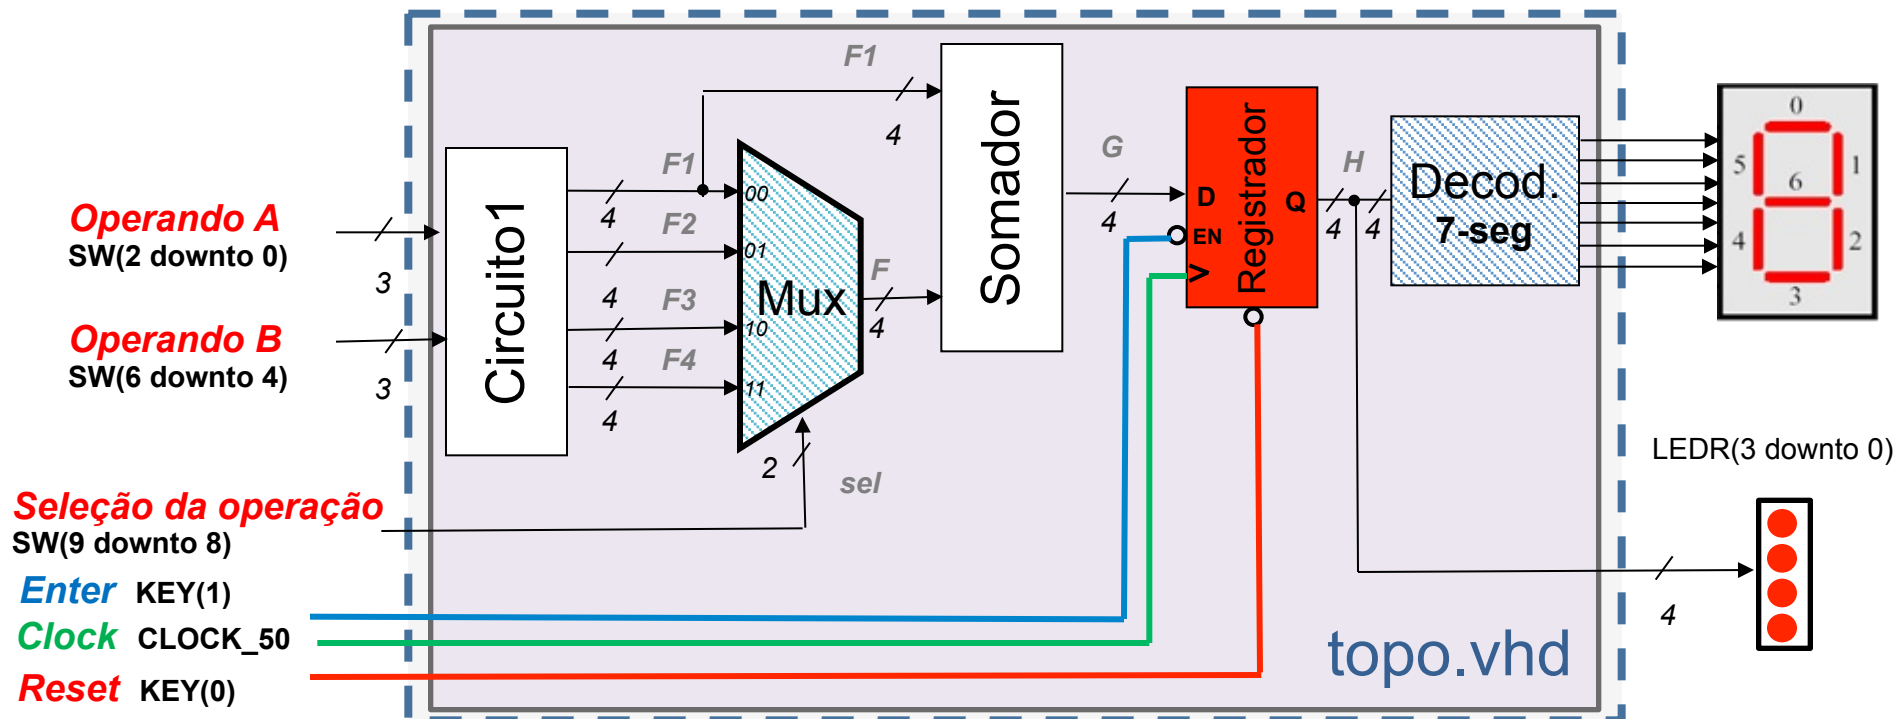 Operando A
SW(2 downto 0)
3
Operando B
SW(6 downto 4)
3
Seleção da operação
SW(9 downto 8)
Enter KEY(1)
Clock CLOCK_50
Reset KEY(0)
Circuito1
F1
4
F2
4
F3
4
F4
4
00
01
10
11
Mux
2
sel
F1
4
F
4
Somador
G
4
D
Q
EN
>
Registrador
H
4
4
Decod.
7-seg
0
5
1
6
4
2
3
LEDR(3 downto 0)
4
topo.vhd